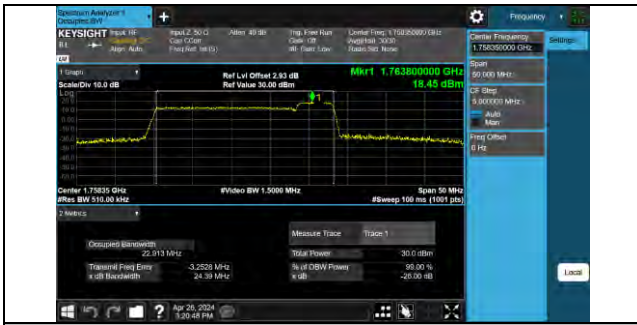 Spectrum Analyzer 1
Occupied BW
Frequency
KEYSIGHT Input: RF
Align: Auto
Input Z: 50 Ω
Corr CCorr
Freq Ref: Int (S)
Atten: 40 dB
Trig: Free Run
Gate: Off
#IF Gain: Low
Center Freq: 1.758350000 GHz
Radio Std: None
Center Frequency
1.758350000 GHz
Settings
Span
50.000 MHz
CF Step
5.000000 MHz
Auto
Man
Freq Offset
0 Hz
1 Graph
Scale/Div 10.0 dB
Ref Lvl Offset 2.93 dB
Ref Value 30.00 dBm
Mkr1 1.763800000 GHz
18.45 dBm
Log
1
Center 1.75835 GHz
#Video BW 1.5000 MHz
Span 50 MHz
#Res BW 510.00 kHz
#Sweep 100 ms (1001 pts)
2 Metrics
Measure Trace
Trace 1
Occupied Bandwidth
22.913 MHz
Total Power
30.0 dBm
Transmit Freq Error
-3.2526 MHz
% of OBW Power
99.00 %
x dB Bandwidth
24.39 MHz
x dB
-26.00 dB
Local
Apr 26, 2024
3:20:48 PM